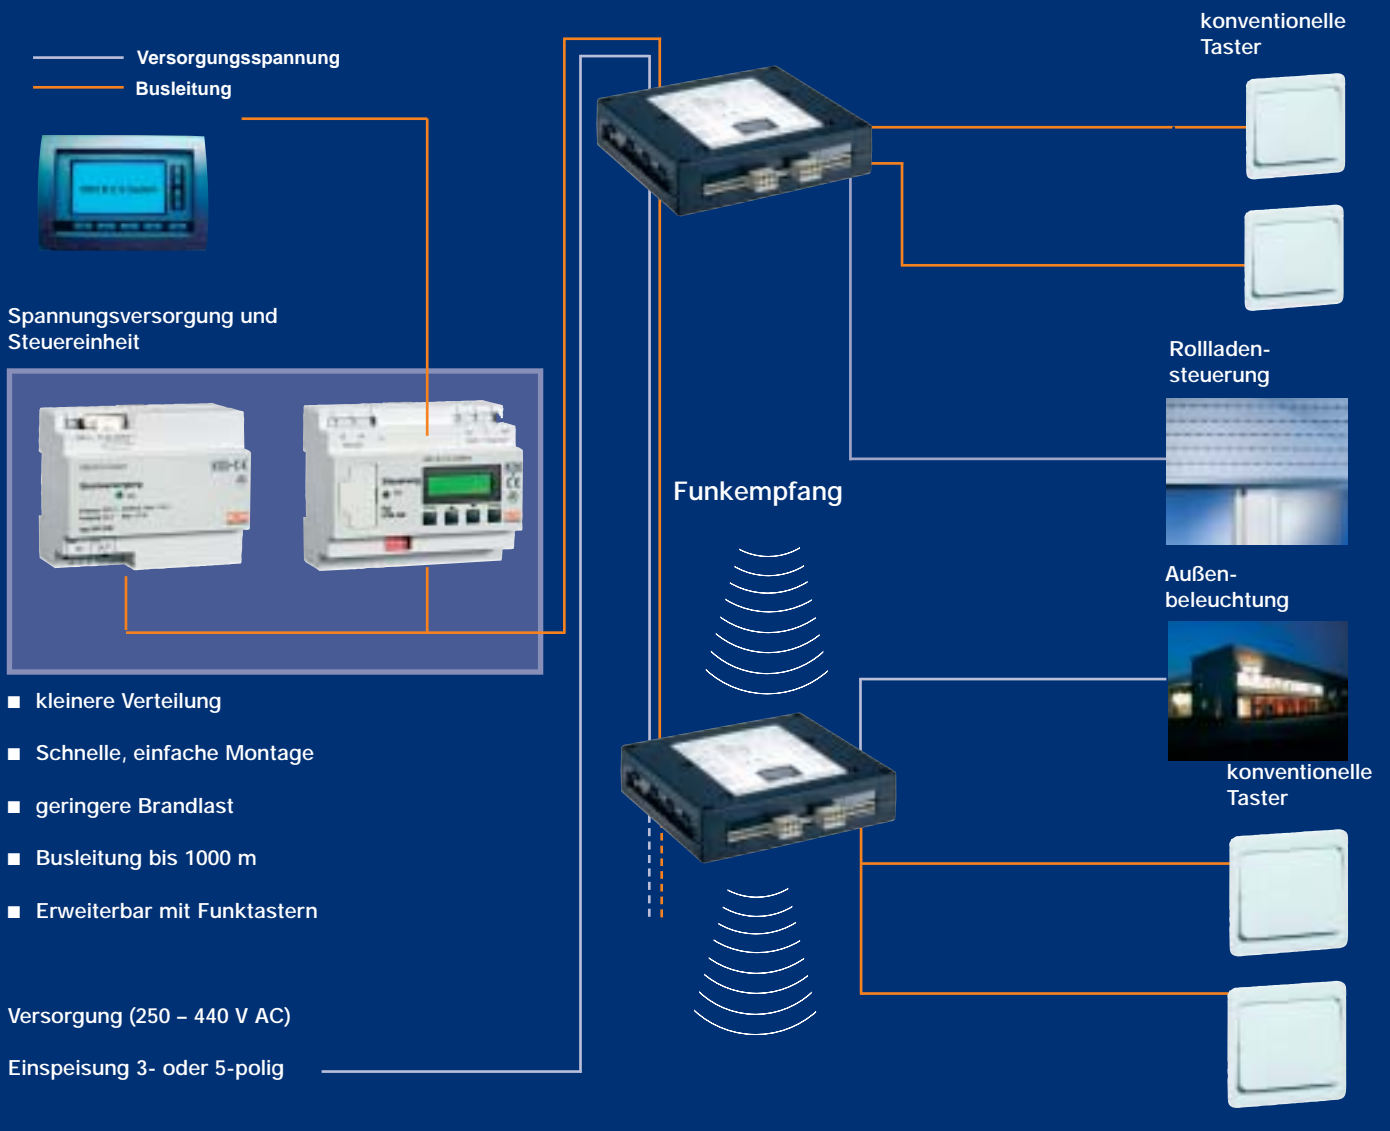 Versorgungsspannung
Busleitung
Spannungsversorgung und
Steuereinheit
kleinere Verteilung
Schnelle, einfache Montage
geringere Brandlast
Busleitung bis 1000 m
Erweiterbar mit Funktastern
Versorgung (250 – 440 V AC)
Einspeisung 3- oder 5-polig
Funkempfang
konventionelle
Taster
Rollladen-
steuerung
Außen-
beleuchtung
konventionelle
Taster